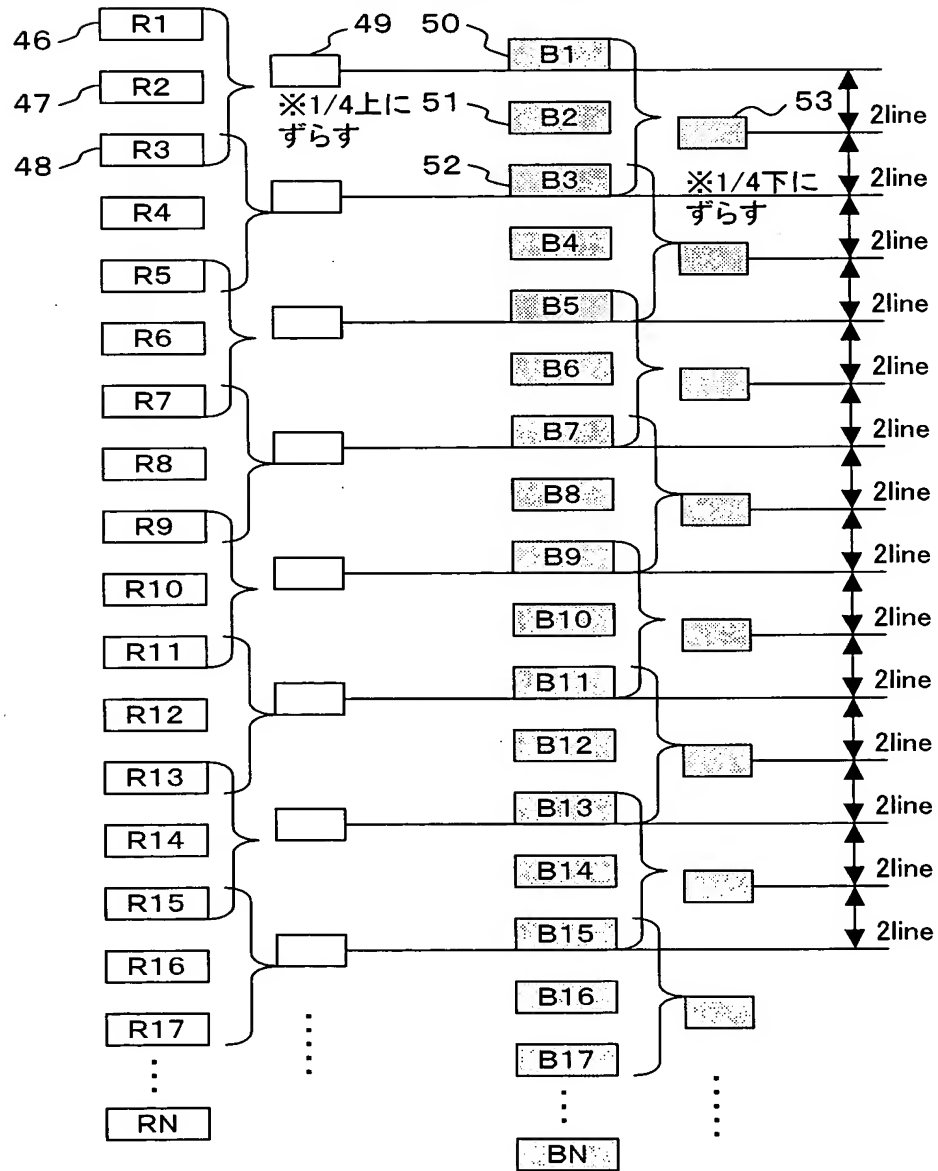 46
R1
R2
R3
R4
R5
R6
R7
R8
R9
R10
R11
R12
R13
R14
R15
R16
R17
RN
47
48
49
※1/4上に
ずらす
50
51
52
B1
B2
B3
B4
B5
B6
B7
B8
B9
B10
B11
B12
B13
B14
B15
B16
B17
BN
53
※1/4下に
ずらす
2line
2line
2line
2line
2line
2line
2line
2line
2line
2line
2line
2line
2line
2line